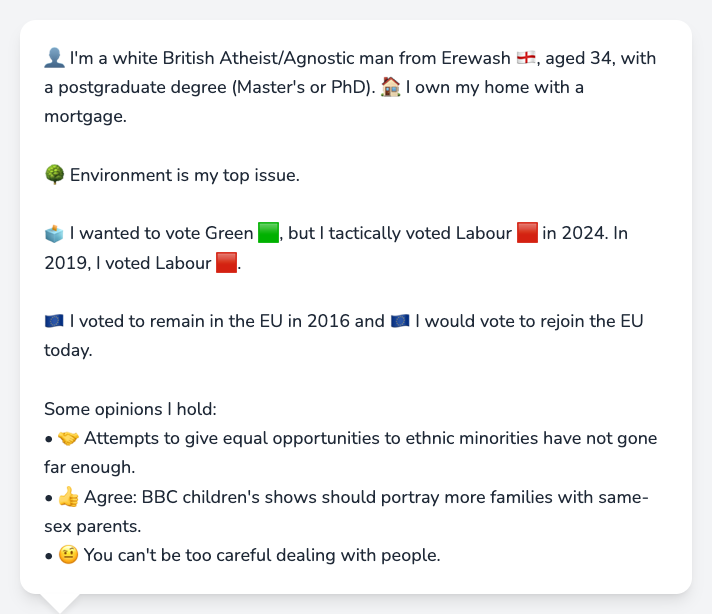 👤 I'm a white British Atheist/Agnostic man from Erewash 🏴󠁧󠁢󠁥󠁮󠁧󠁿, aged 34, with
a postgraduate degree (Master's or PhD). 🏠 I own my home with a
mortgage.
🌳 Environment is my top issue.
🗳️ I wanted to vote Green 🟩, but I tactically voted Labour 🟥 in 2024. In
2019, I voted Labour 🟥.
🇪🇺 I voted to remain in the EU in 2016 and 🇪🇺 I would vote to rejoin the EU
today.
Some opinions I hold:
• 🤝 Attempts to give equal opportunities to ethnic minorities have not gone
far enough.
• 👍 Agree: BBC children's shows should portray more families with same-
sex parents.
• 🤨 You can't be too careful dealing with people.